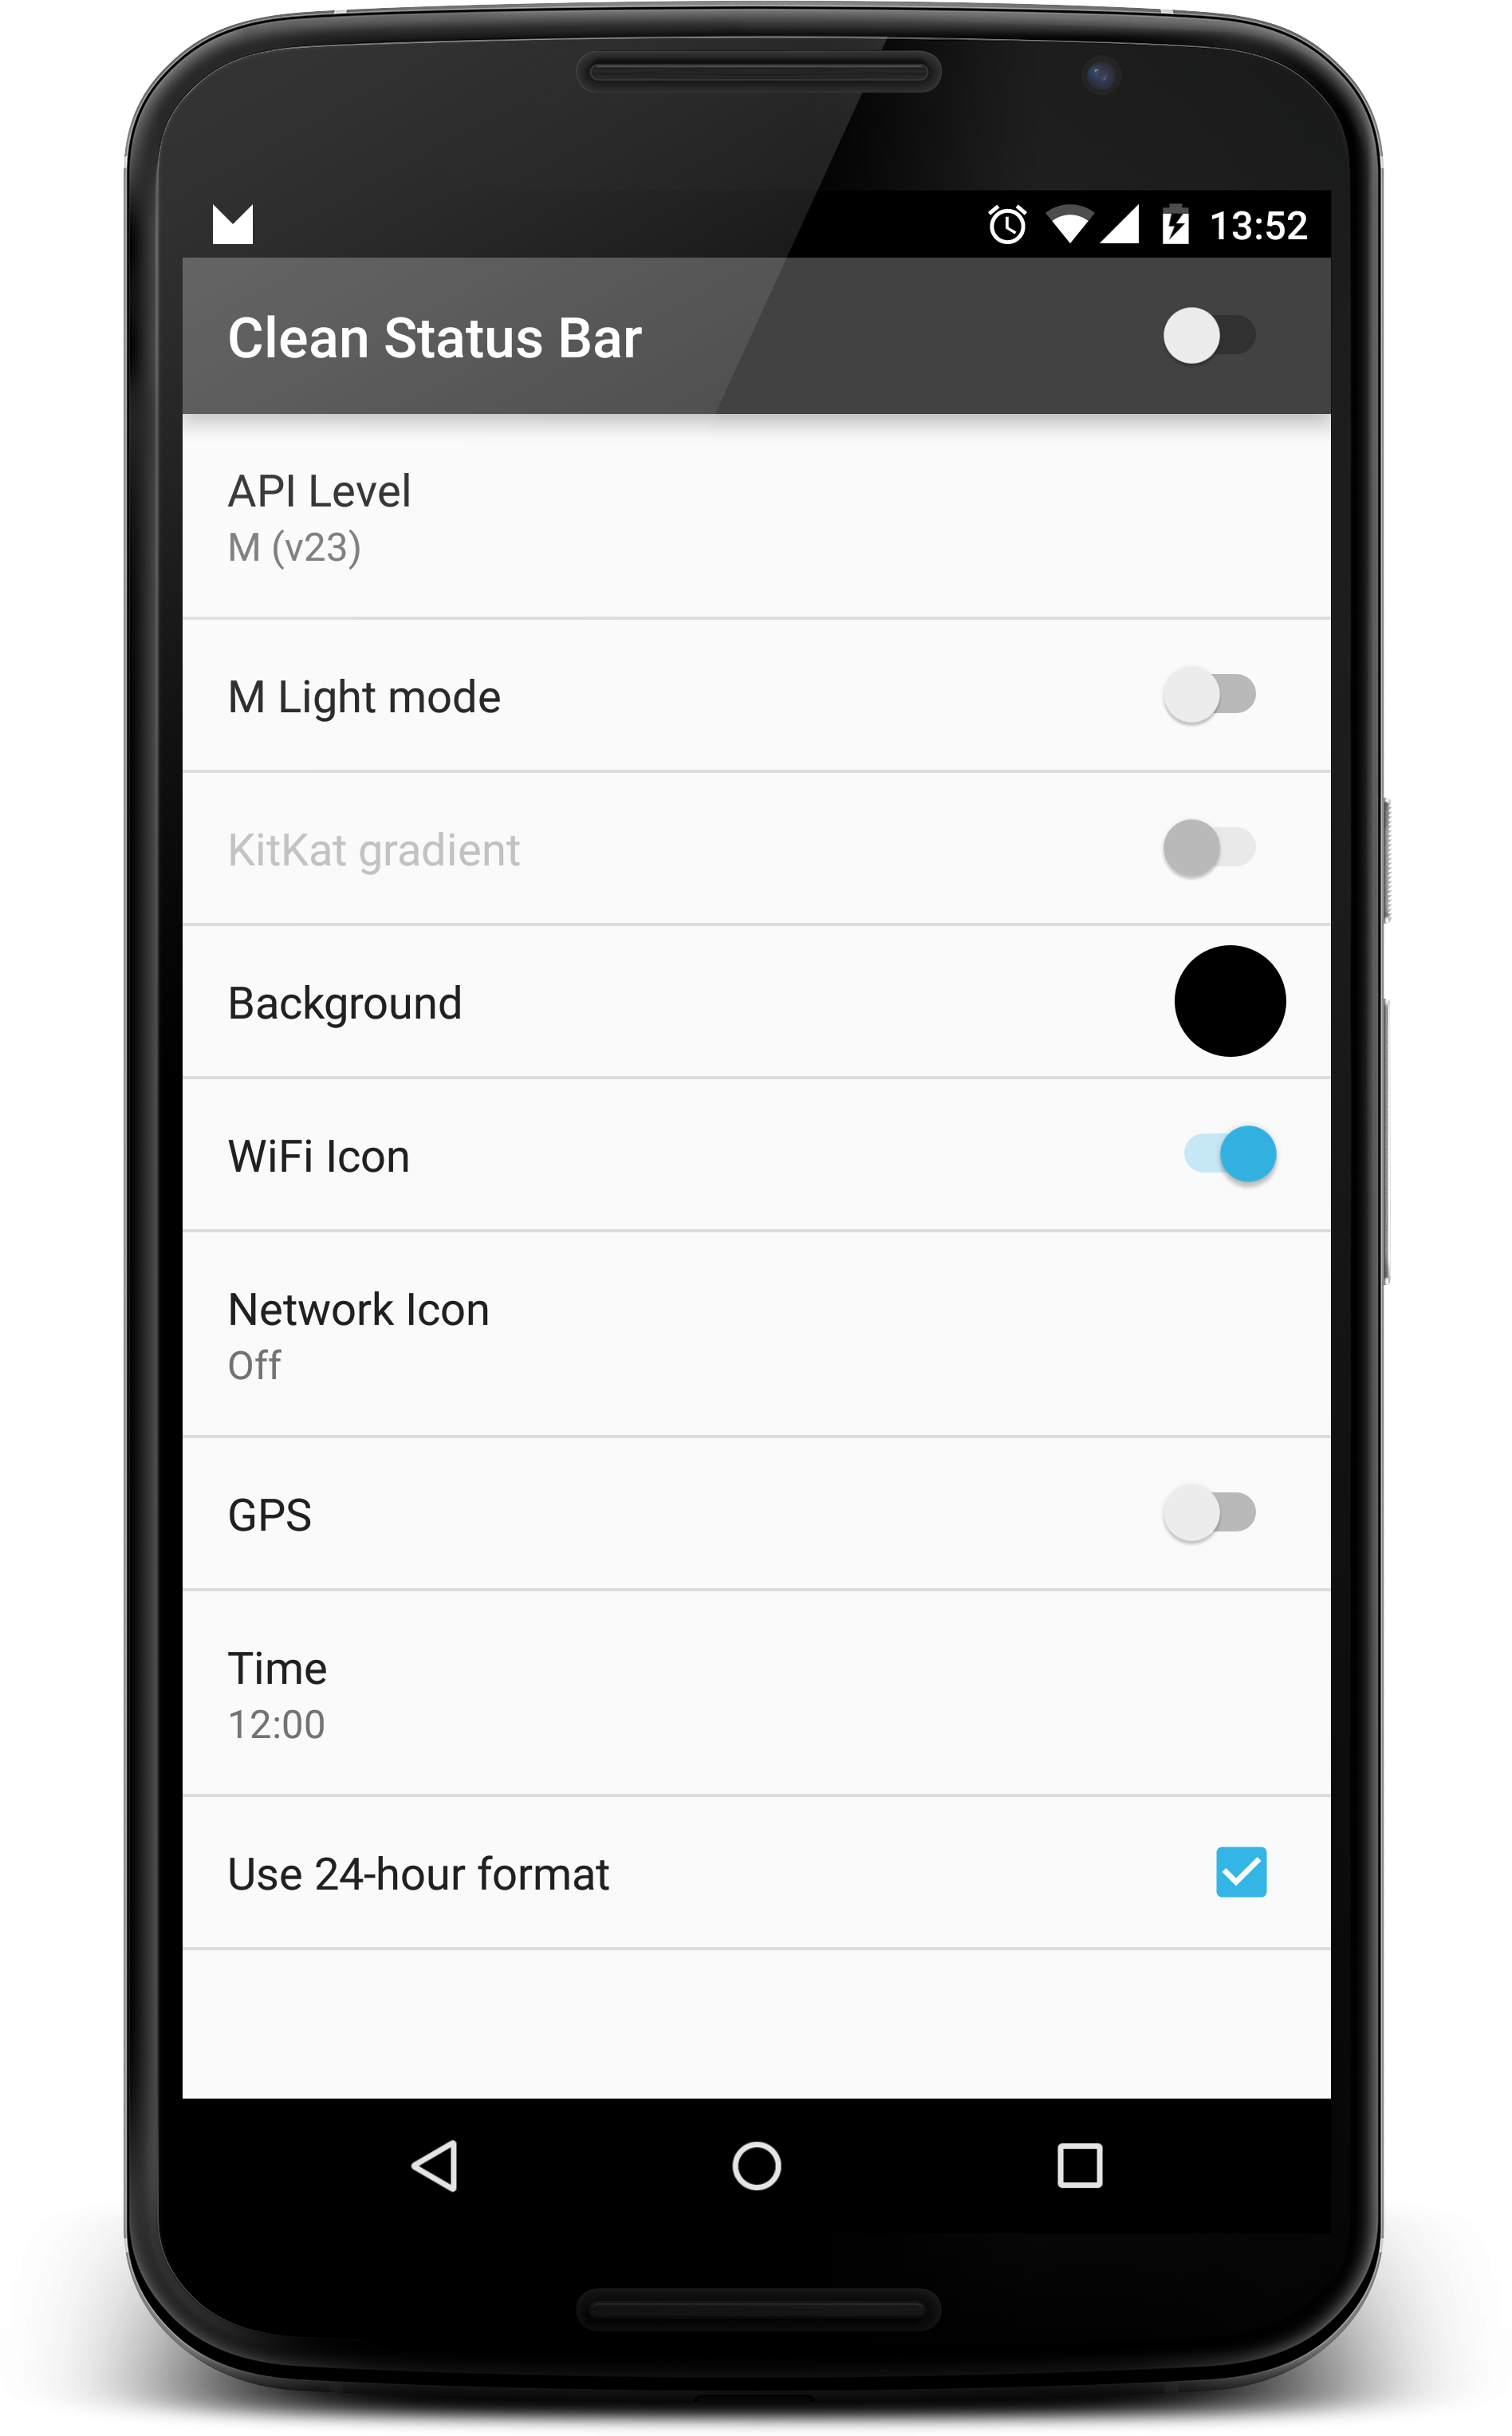 13:52
Clean Status Bar
API Level
M (v23)
M Light mode
KitKat gradient
Background
WiFi Icon
Network Icon
Off
GPS
Time
12:00
Use 24-hour format